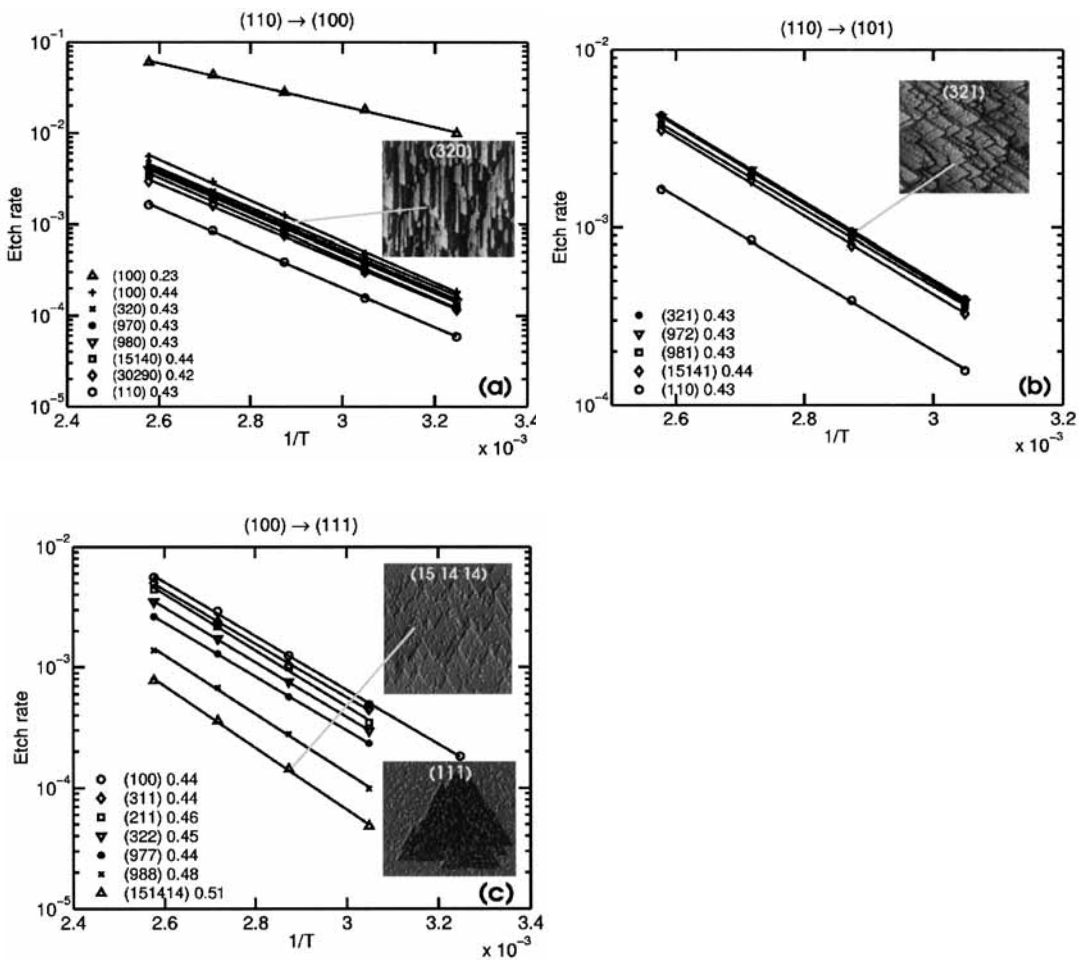 (110) → (100)
10^-1
10^-2
10^-3
10^-4
10^-5
Etch rate
(320)
(100) 0.23
(100) 0.44
(320) 0.43
(970) 0.43
(980) 0.43
(15140) 0.44
(30290) 0.42
(110) 0.43
(a)
2.4 2.6 2.8 3 3.2 3.4
1/T
x 10^-3
(110) → (101)
10^-2
10^-3
10^-4
Etch rate
(321)
(321) 0.43
(972) 0.43
(981) 0.43
(15141) 0.44
(110) 0.43
(b)
2.6 2.8 3 3.2
1/T
x 10^-3
(100) → (111)
10^-2
10^-3
10^-4
10^-5
Etch rate
(15 14 14)
(111)
(100) 0.44
(311) 0.44
(211) 0.46
(322) 0.45
(977) 0.44
(988) 0.48
(151414) 0.51
(c)
2.4 2.6 2.8 3 3.2 3.4
1/T
x 10^-3